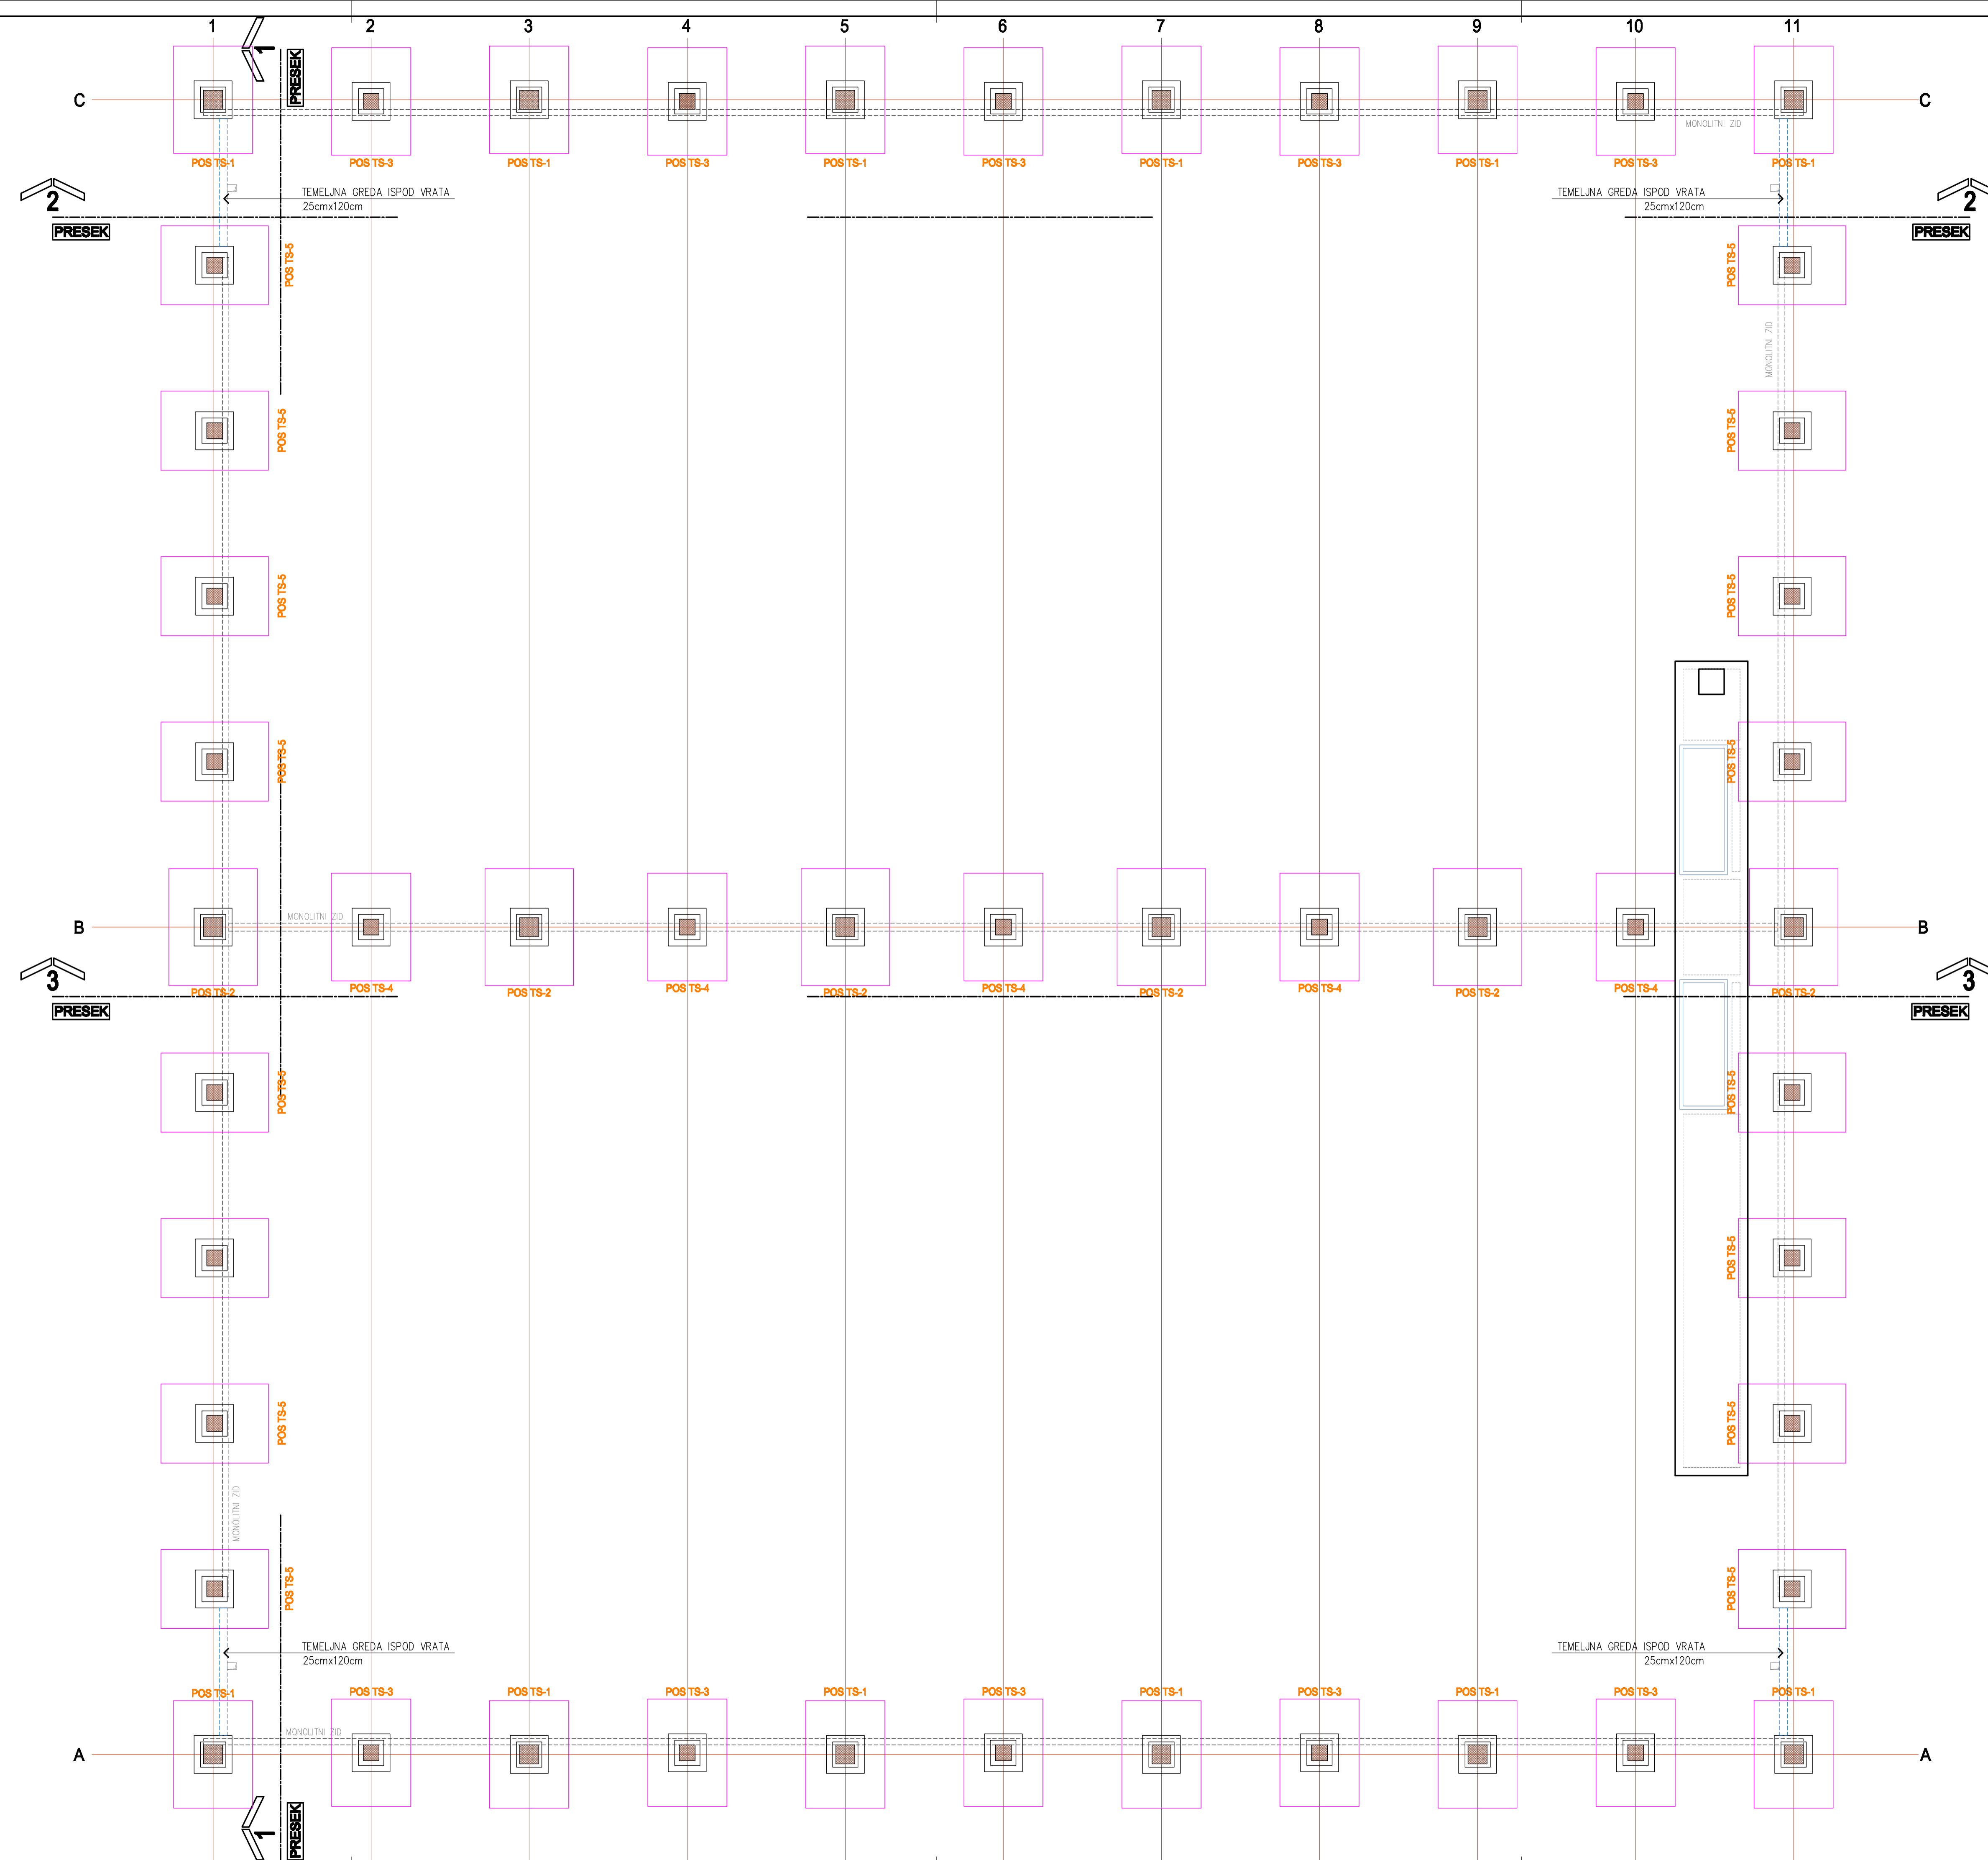 1 2 3 4 5 6 7 8 9 10 11
1
PRESEK
C C
MONOLITNI ZID
POS TS-1 POS TS-3 POS TS-1 POS TS-3 POS TS-1 POS TS-3 POS TS-1 POS TS-3 POS TS-1 POS TS-3 POS TS-1
TEMELJNA GREDA ISPOD VRATA
25cmx120cm
TEMELJNA GREDA ISPOD VRATA
25cmx120cm
2 2
PRESEK PRESEK
POS TS-5 POS TS-5
MONOLITNI ZID
POS TS-5 POS TS-5
POS TS-5 POS TS-5
POS TS-5 POS TS-5
MONOLITNI ZID
B B
POS TS-2 POS TS-4 POS TS-2 POS TS-4 POS TS-2 POS TS-4 POS TS-2 POS TS-4 POS TS-2 POS TS-4 POS TS-2
3 3
PRESEK PRESEK
POS TS-5 POS TS-5
POS TS-5
POS TS-5 POS TS-5
MONOLITNI ZID
POS TS-5 POS TS-5
TEMELJNA GREDA ISPOD VRATA
25cmx120cm
TEMELJNA GREDA ISPOD VRATA
25cmx120cm
POS TS-1 POS TS-3 POS TS-1 POS TS-3 POS TS-1 POS TS-3 POS TS-1 POS TS-3 POS TS-1 POS TS-3 POS TS-1
MONOLITNI ZID
A A
1
PRESEK